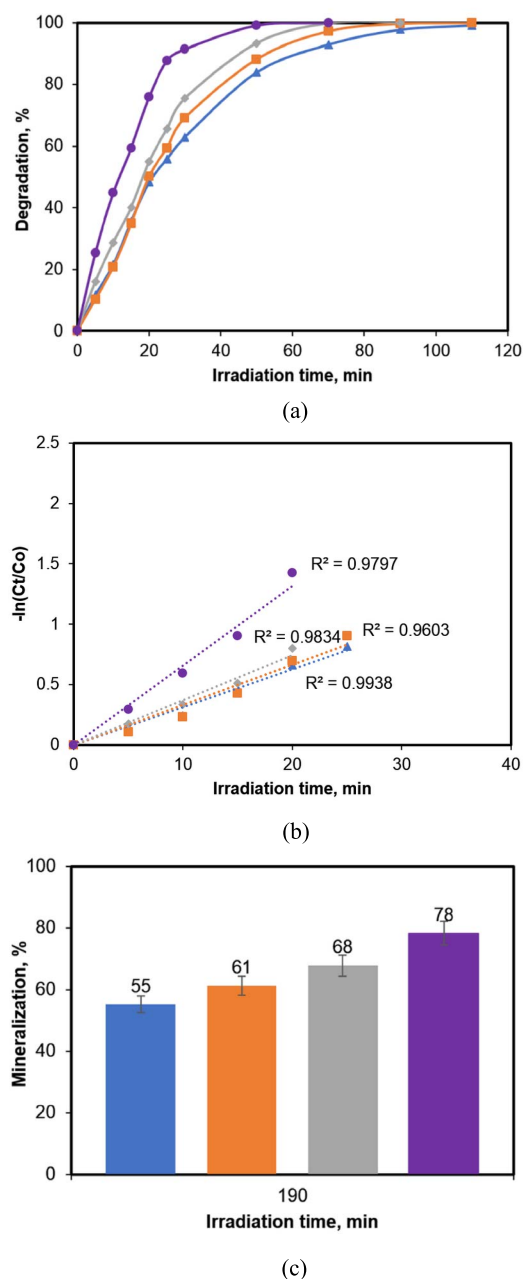 100
80
60
40
20
0
Degradation, %
0 20 40 60 80 100 120
Irradiation time, min
(a)
2.5
2
1.5
1
0.5
0
-ln(Ct/Co)
R² = 0.9797
R² = 0.9834
R² = 0.9603
R² = 0.9938
0 10 20 30 40
Irradiation time, min
(b)
100
80
60
40
20
0
Mineralization, %
55
61
68
78
190
Irradiation time, min
(c)